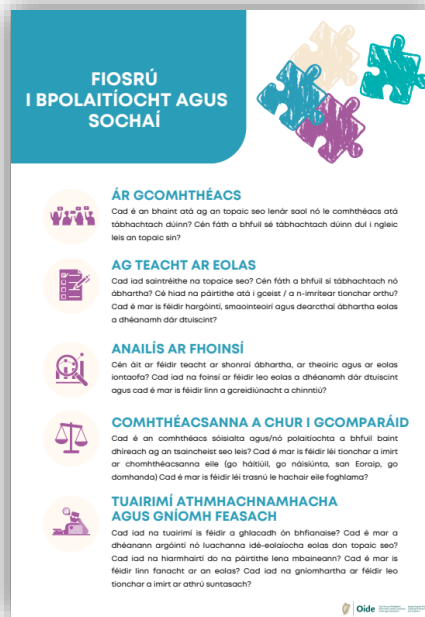 FIOSRÚ
I BPOLAITÍOCHT AGUS
SOCHAÍ
ÁR GCOMHTHÉACS
Cad é an bhaint atá ag an topaic seo lenár saol nó le comhthéacs atá
tábhachtach dúinn? Cén fáth a bhfuil sé tábhachtach dúinn dul i ngleic
leis an topaic sin?
AG TEACHT AR EOLAS
Cad iad saintréithe na topaice seo? Cén fáth a bhfuil sí tábhachtach nó
ábhartha? Cé hiad na páirtithe atá i gceist / a n-imrítear tionchar orthu?
Cad é mar is féidir hargóintí, smaointeoirí agus dearcthaí ábhartha eolas
a dhéanamh dár dtuiscint?
ANAILÍS AR FHOINSÍ
Cén áit ar féidir teacht ar shonraí ábhartha, ar theoiric agus ar eolas
iontaofa? Cad iad na foinsí ar féidir leo eolas a dhéanamh dár dtuiscint
agus cad é mar is féidir linn a gcreidiúnacht a chinntiú?
COMHTHÉACSANNA A CHUR I GCOMPARÁID
Cad é an comhthéacs sóisialta agus/nó polaitíochta a bhfuil baint
dhíreach ag an tsaincheist seo leis? Cad é mar is féidir léi tionchar a imirt
ar chomhthéacsanna eile (go háitiúil, go náisiúnta, san Eoraip, go
domhanda) Cad é mar is féidir léi trasnú le hachair eile foghlama?
TUAIRIMÍ ATHMHACHNAMHACHA
AGUS GNÍOMH FEASACH
Cad iad na tuairimí is féidir a ghlacadh ón bhfianaise? Cad é mar a
dhéanann argóintí nó luachanna idé-eolaíocha eolas don topaic seo?
Cad iad na hiarmhairtí do na páirtithe lena mbaineann? Cad é mar is
féidir linn fanacht ar an eolas? Cad iad na gníomhartha ar féidir leo
tionchar a imirt ar athrú suntasach?
Oide